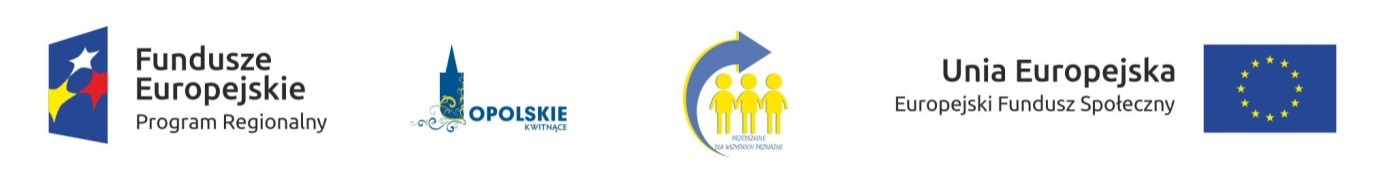 Fundusze
Europejskie
Program Regionalny
OPOLSKIE
KWITNĄCE
PRZEDSZKOLE
DLA WSZYSTKICH PRZYJAZNE
Unia Europejska
Europejski Fundusz Społeczny